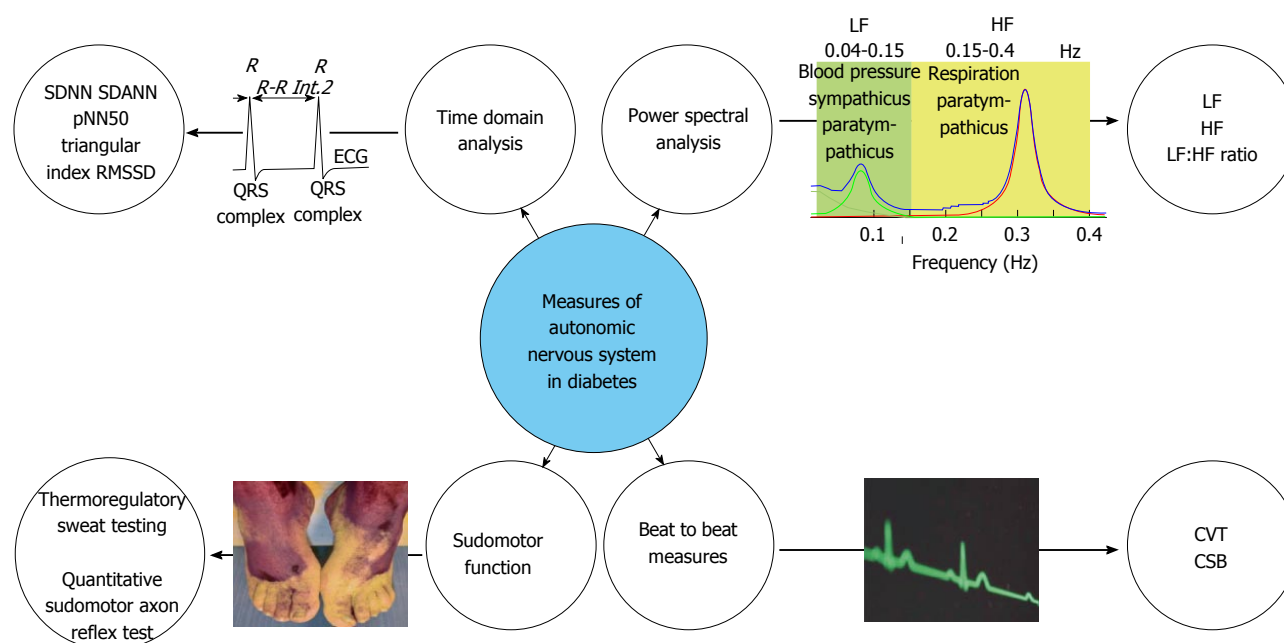 SDNN SDANN
pNN50
triangular
index RMSSD
R
R
R-R Int.2
ECG
QRS
complex
QRS
complex
Time domain
analysis
Power spectral
analysis
LF
HF
0.04-0.15
0.15-0.4
Hz
Blood pressure
sympathicus
paratym-
pathicus
Respiration
paratym-
pathicus
0.1
0.2
0.3
0.4
Frequency (Hz)
LF
HF
LF:HF ratio
Measures of
autonomic
nervous system
in diabetes
Thermoregulatory
sweat testing
Quantitative
sudomotor axon
reflex test
Sudomotor
function
Beat to beat
measures
CVT
CSB